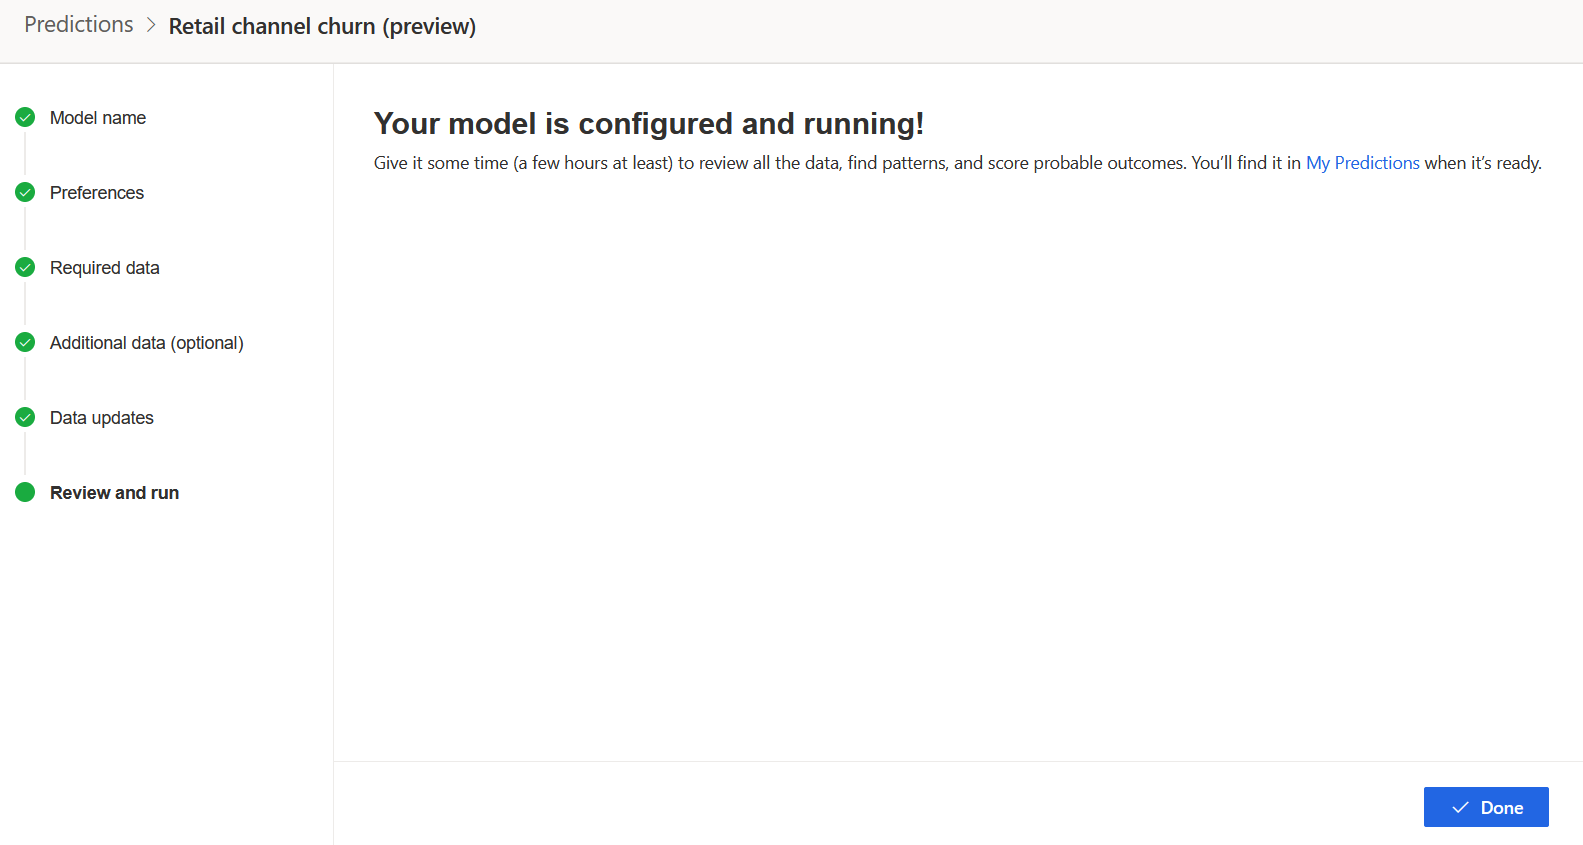 Predictions > Retail channel churn (preview)
Model name
Preferences
Required data
Additional data (optional)
Data updates
Review and run
Your model is configured and running!
Give it some time (a few hours at least) to review all the data, find patterns, and score probable outcomes. You’ll find it in My Predictions when it’s ready.
Done